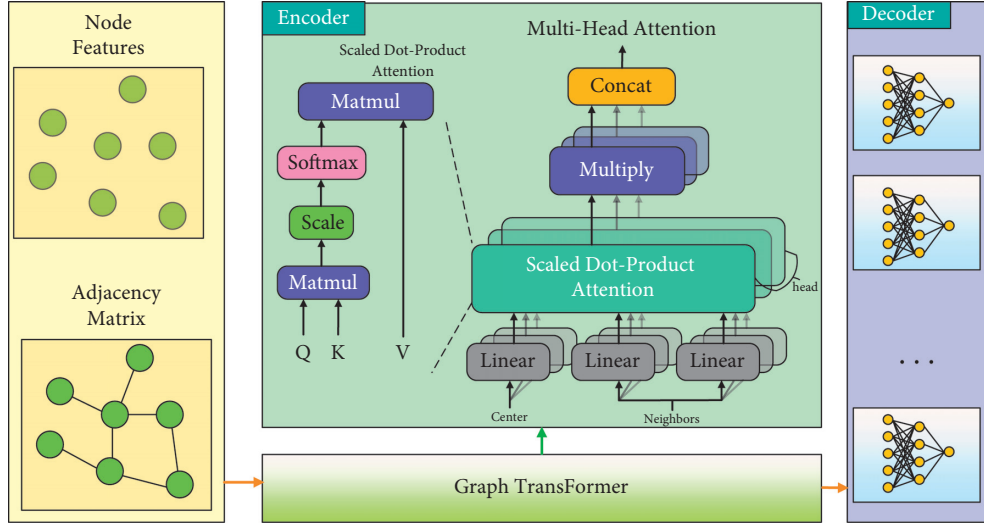 Node
Features
Adjacency
Matrix
Encoder
Scaled Dot-Product
Attention
Matmul
Softmax
Scale
Matmul
Q
K
V
Multi-Head Attention
Concat
Multiply
Scaled Dot-Product
Attention
head
Linear
Linear
Linear
Center
Neighbors
Graph TransFormer
Decoder
...